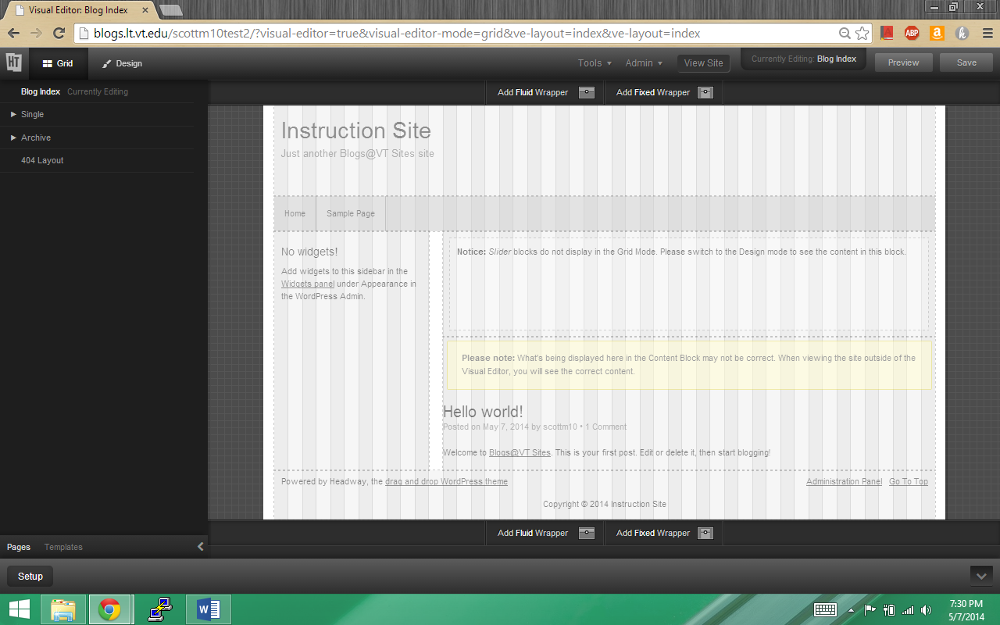 Visual Editor: Blog Index
blogs.lt.vt.edu/scottm10test2/?visual-editor=true&visual-editor-mode=grid&ve-layout=index&ve-layout=index
ABP
a
h
HT
Grid
Design
Tools
Admin
View Site
Currently Editing: Blog Index
Preview
Save
Blog Index Currently Editing
Single
Archive
404 Layout
Add Fluid Wrapper
Add Fixed Wrapper
Instruction Site
Just another Blogs@VT Sites site
Home
Sample Page
No widgets!
Add widgets to this sidebar in the
Widgets panel under Appearance in
the WordPress Admin.
Notice: Slider blocks do not display in the Grid Mode. Please switch to the Design mode to see the content in this block.
Please note: What's being displayed here in the Content Block may not be correct. When viewing the site outside of the
Visual Editor, you will see the correct content.
Hello world!
Posted on May 7, 2014 by scottm10 • 1 Comment
Welcome to Blogs@VT Sites. This is your first post. Edit or delete it, then start blogging!
Powered by Headway, the drag and drop WordPress theme
Administration Panel Go To Top
Copyright © 2014 Instruction Site
Add Fluid Wrapper
Add Fixed Wrapper
Pages
Templates
Setup
W
7:30 PM
5/7/2014